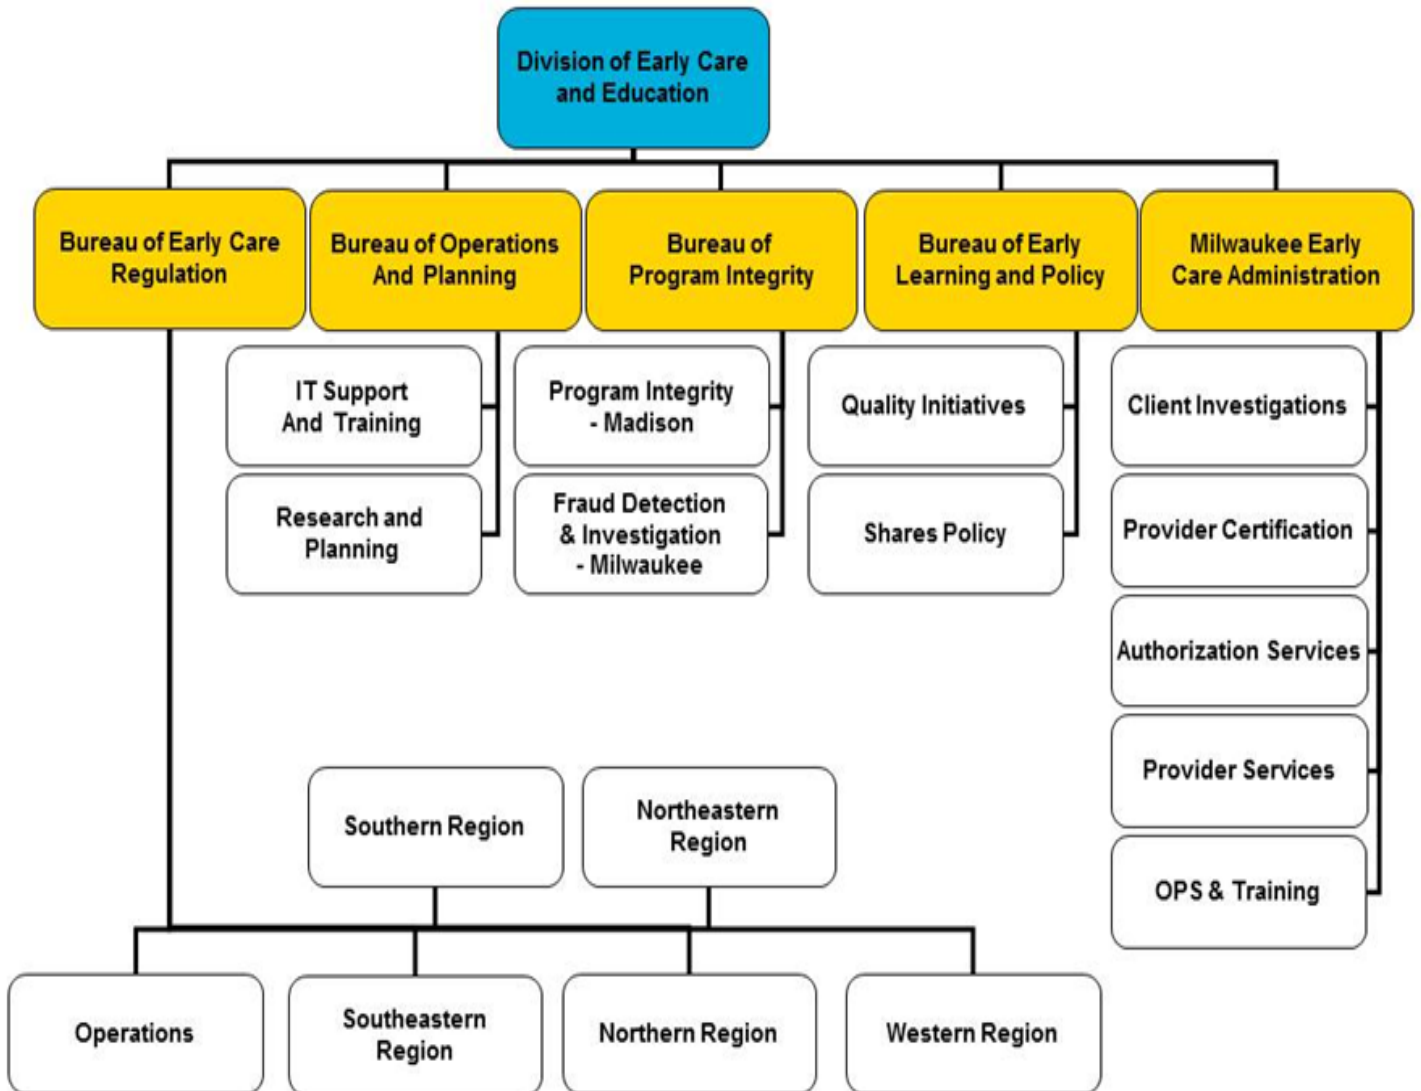 Division of Early Care
and Education
Bureau of Early Care
Regulation
Bureau of Operations
And Planning
Bureau of
Program Integrity
Bureau of Early
Learning and Policy
Milwaukee Early
Care Administration
IT Support
And Training
Program Integrity
- Madison
Quality Initiatives
Client Investigations
Research and
Planning
Fraud Detection
& Investigation
- Milwaukee
Shares Policy
Provider Certification
Authorization Services
Provider Services
Southern Region
Northeastern
Region
OPS & Training
Operations
Southeastern
Region
Northern Region
Western Region